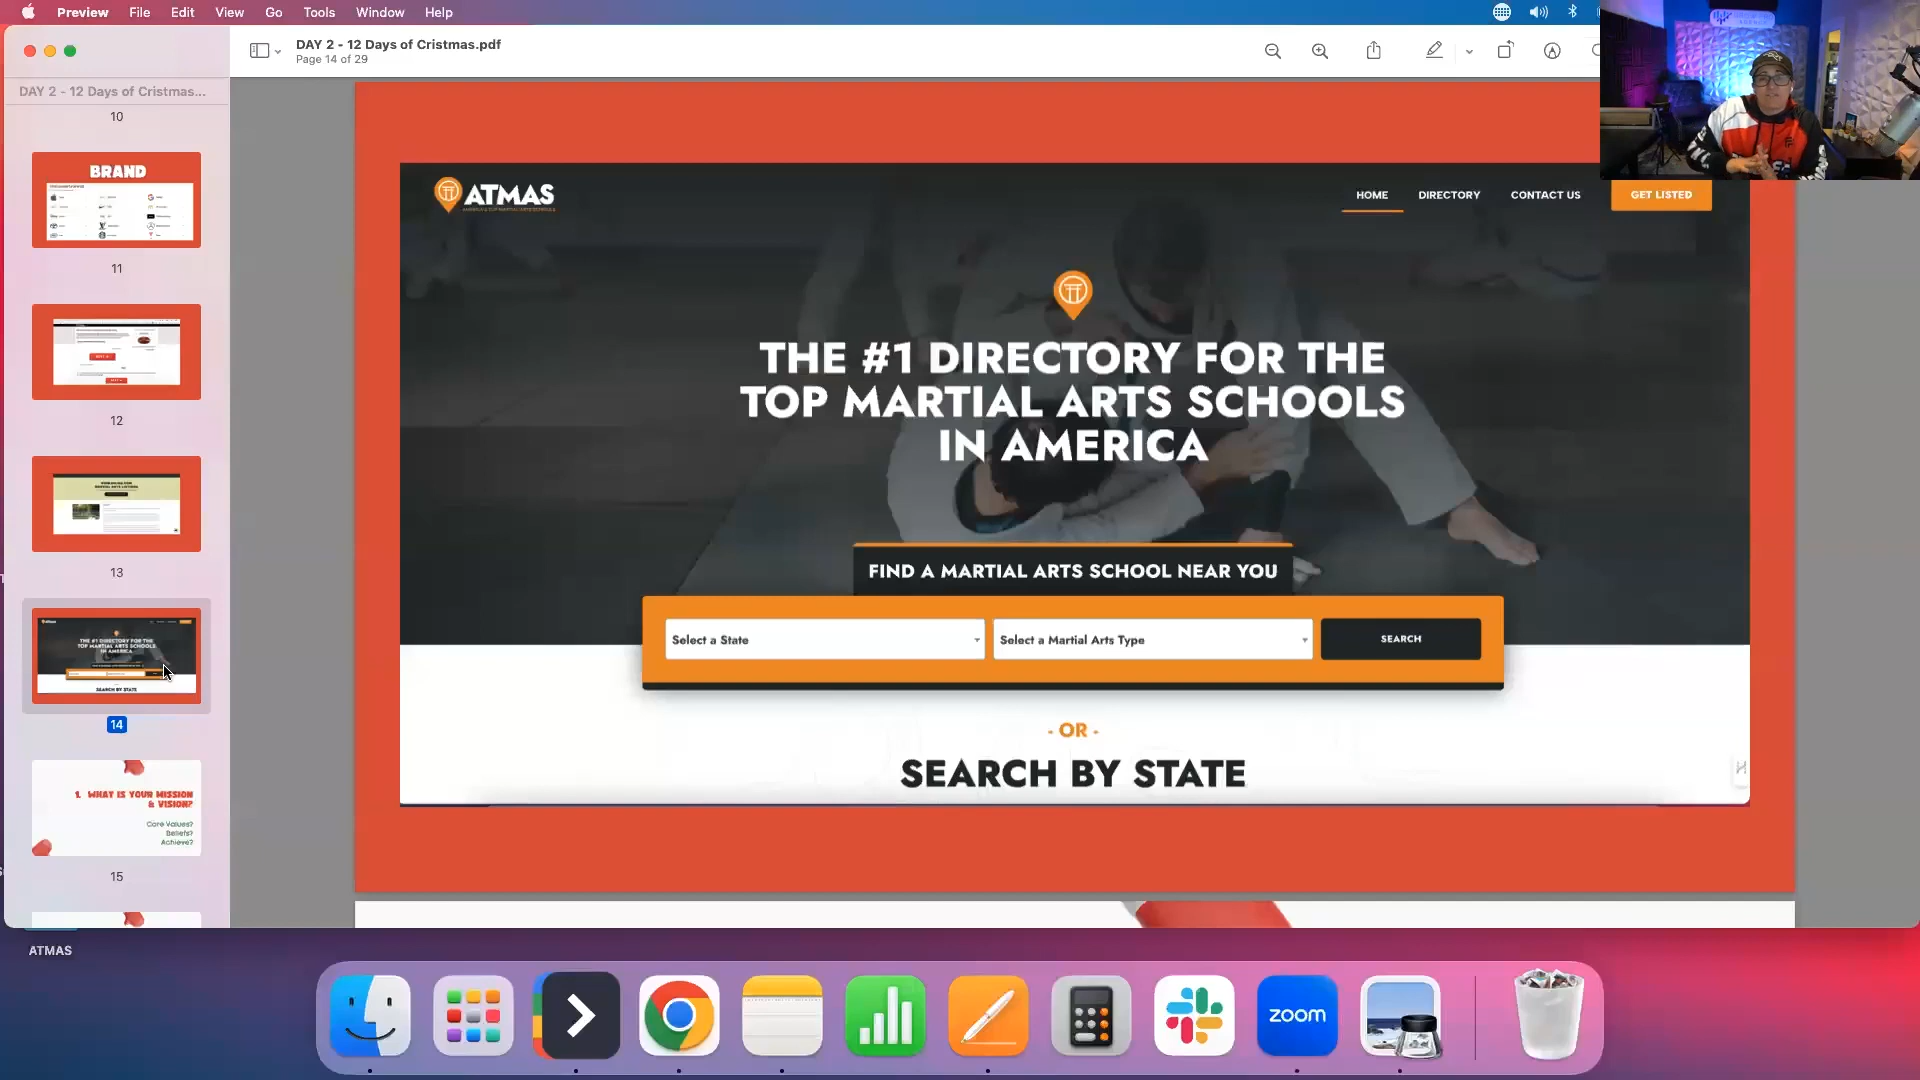 Preview File Edit View Go Tools Window Help
DAY 2 - 12 Days of Cristmas.pdf
Page 14 of 29
DAY 2 - 12 Days of Cristmas...
10
BRAND
11
12
13
14
1. WHAT IS YOUR MISSION
& VISION?
Core Values?
Beliefs?
Achieve?
15
ATMAS
HOME DIRECTORY CONTACT US GET LISTED
THE #1 DIRECTORY FOR THE
TOP MARTIAL ARTS SCHOOLS
IN AMERICA
FIND A MARTIAL ARTS SCHOOL NEAR YOU
Select a State Select a Martial Arts Type SEARCH
- OR -
SEARCH BY STATE
ATMAS
zoom